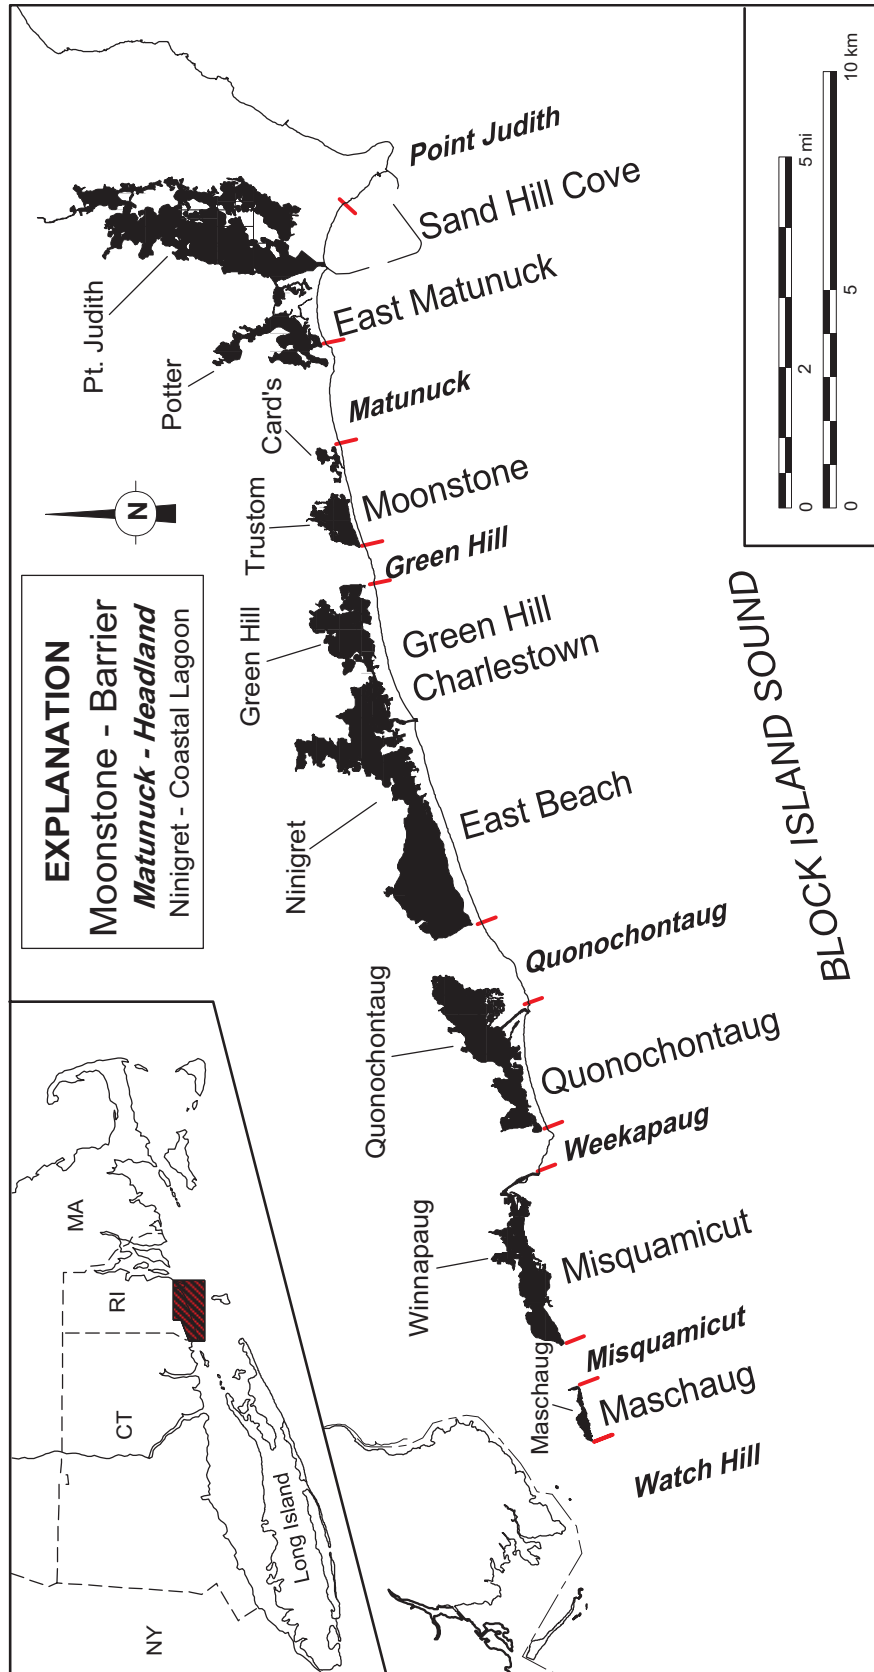 NY
CT
RI
MA
Long Island
EXPLANATION
Moonstone - Barrier
Matunuck - Headland
Ninigret - Coastal Lagoon
N
Maschaug
Winnapaug
Quonochontaug
Ninigret
Green Hill
Trustom
Card's
Potter
Pt. Judith
Watch Hill
Maschaug
Misquamicut
Misquamicut
Weekapaug
Quonochontaug
Quonochontaug
East Beach
Charlestown
Green Hill
Green Hill
Moonstone
Matunuck
East Matunuck
Sand Hill Cove
Point Judith
BLOCK ISLAND SOUND
0 2 5 mi
0 5 10 km